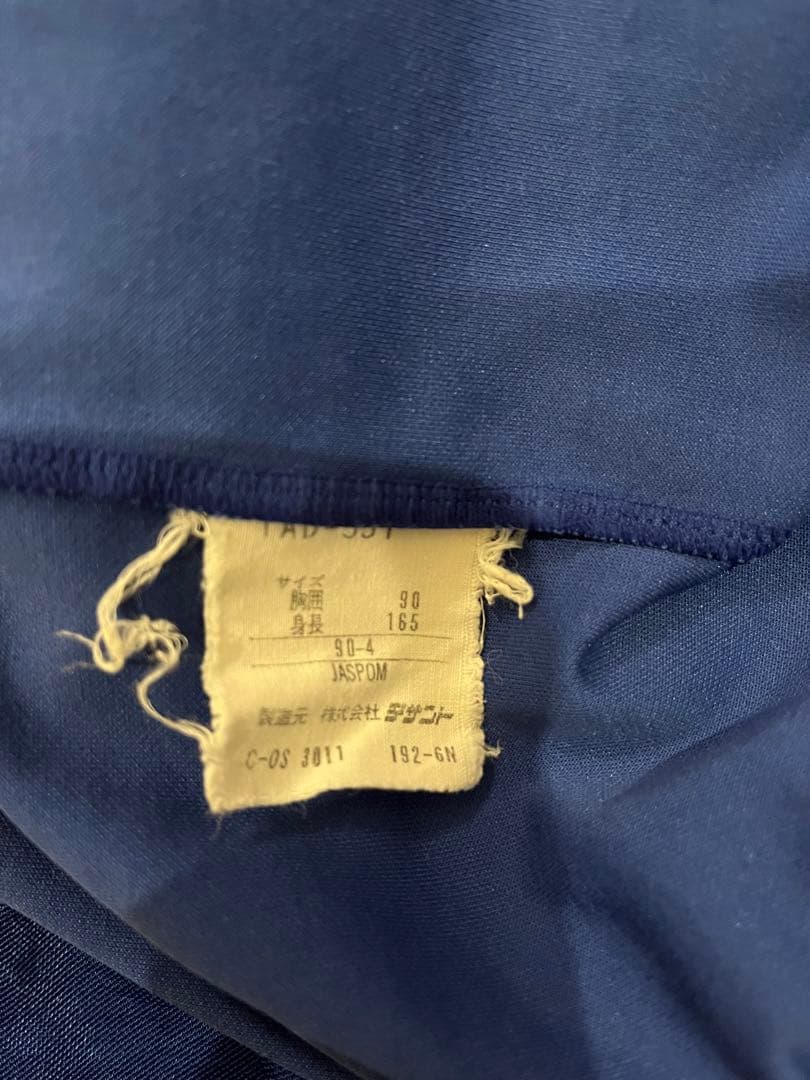 サイズ
胸囲 90
身長 165
90-4
JASPOM
製造元 株式会社 デサント
C-OS 3011 192-6N